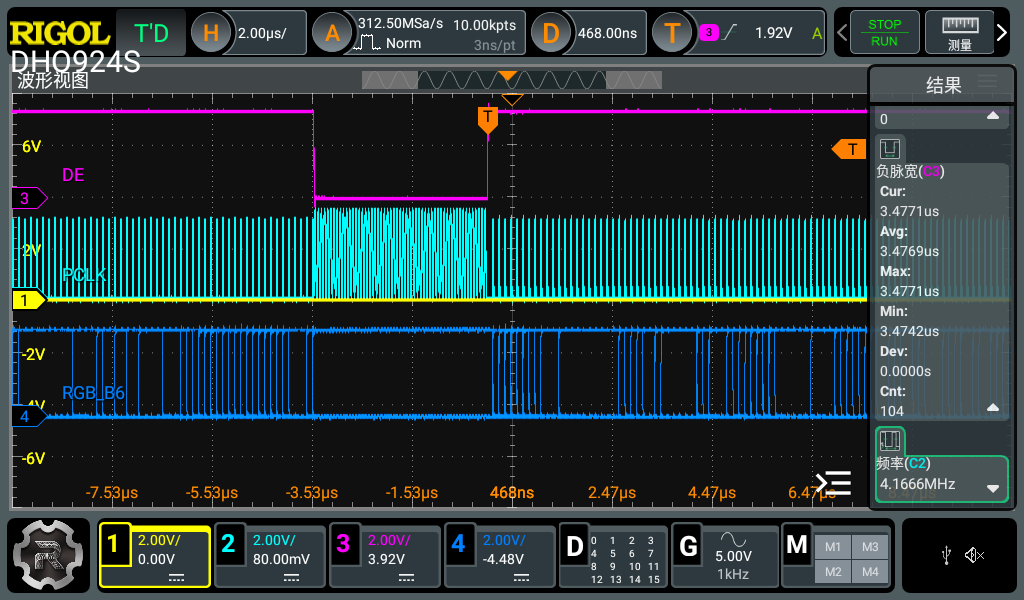 RIGOL T'D H 2.00µs/ A 312.50MSa/s 10.00kpts D 468.00ns T 3 1.92V A STOP
Norm 3ns/pt RUN 测量
DHO924S
波形视图 结果
T
0
6V T
DE 负脉宽(C3)
3 Cur:
3.4771us
Avg:
2V 3.4769us
PCLK Max:
1 3.4771us
Min:
3.4742us
-2V Dev:
0.0000s
RGB_B6 Cnt:
-4V
4 104
-6V 频率(C2)
4.1666MHz
-7.53µs -5.53µs -3.53µs -1.53µs 468ns 2.47µs 4.47µs 6.47µs 8.47µs
1 2.00V/ 2 2.00V/ 3 2.00V/ 4 2.00V/ D 0 1 2 3 G M M1 M3
0.00V 80.00mV 3.92V -4.48V 4 5 6 7 5.00V
8 9 10 11 1kHz M2 M4
12 13 14 15